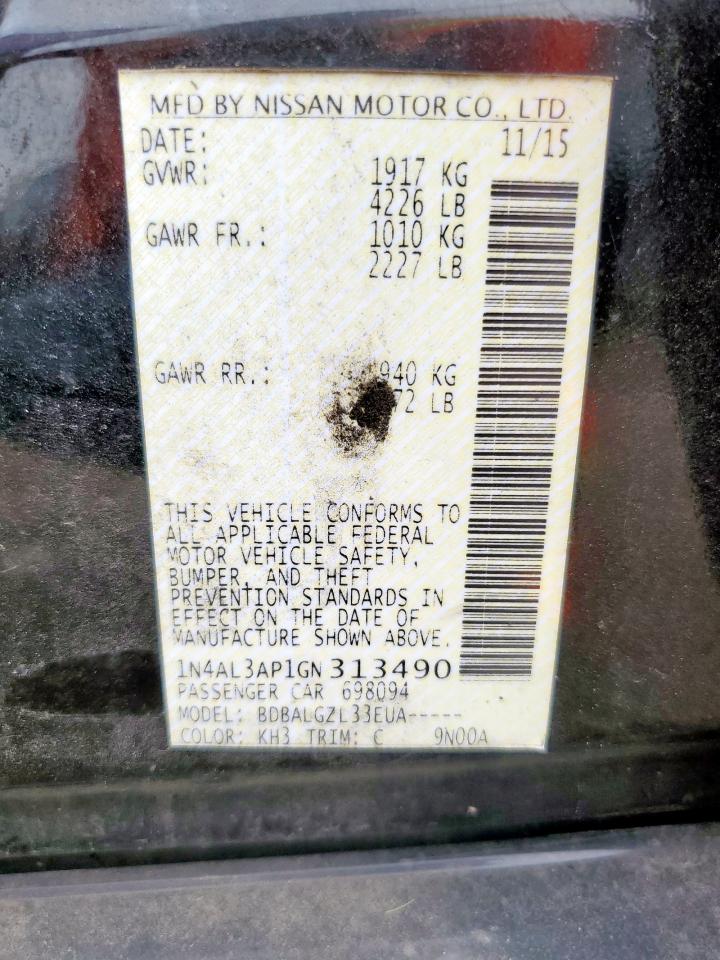 MFD BY NISSAN MOTOR CO., LTD.
DATE: 11/15
GVWR: 1917 KG
4226 LB
GAWR FR.: 1010 KG
2227 LB
GAWR RR.: 940 KG
LB
THIS VEHICLE CONFORMS TO
ALL APPLICABLE FEDERAL
MOTOR VEHICLE SAFETY,
BUMPER, AND THEFT
PREVENTION STANDARDS IN
EFFECT ON THE DATE OF
MANUFACTURE SHOWN ABOVE.
1N4AL3AP1GN313490
PASSENGER CAR 698094
MODEL: BDBALGZL33EUA-----
COLOR: KH3 TRIM: C 9N00A